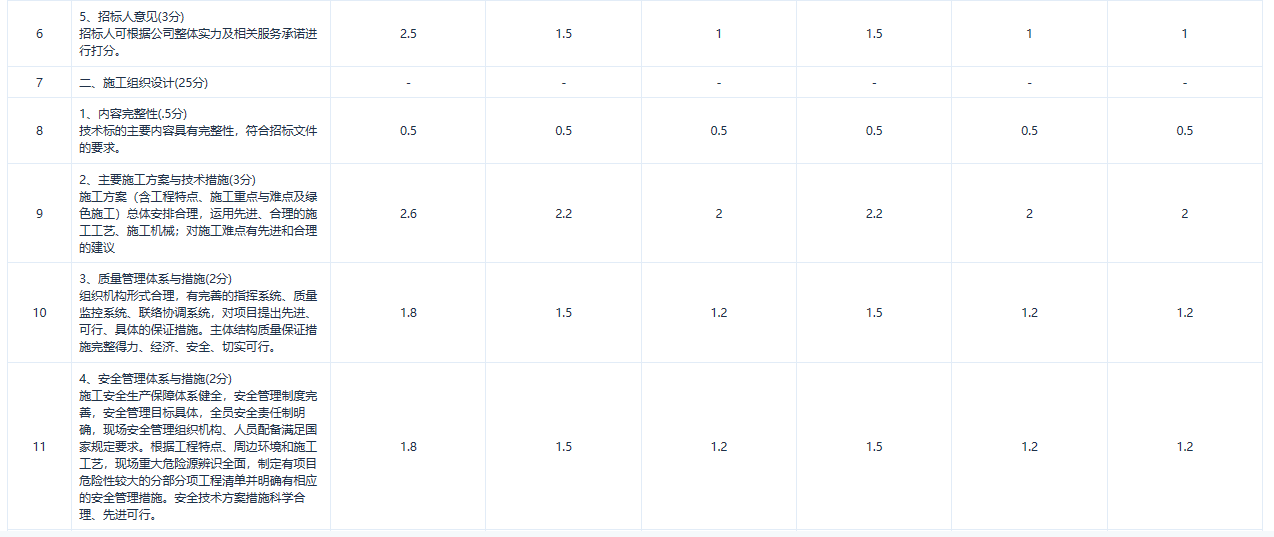 5、招标人意见(3分)
招标人可根据公司整体实力及相关服务承诺进
行打分。
6
2.5
1.5
1
1.5
1
1
7
二、施工组织设计(25分)
-
-
-
-
-
-
1、内容完整性(.5分)
技术标的主要内容具有完整性，符合招标文件
的要求。
8
0.5
0.5
0.5
0.5
0.5
0.5
2、主要施工方案与技术措施(3分)
施工方案（含工程特点、施工重点与难点及绿
色施工）总体安排合理，运用先进、合理的施
工工艺、施工机械；对施工难点有先进和合理
的建议
9
2.6
2.2
2
2.2
2
2
3、质量管理体系与措施(2分)
组织机构形式合理，有完善的指挥系统、质量
监控系统、联络协调系统，对项目提出先进、
可行、具体的保证措施。主体结构质量保证措
施完整得力、经济、安全、切实可行。
10
1.8
1.5
1.2
1.5
1.2
1.2
4、安全管理体系与措施(2分)
施工安全生产保障体系健全，安全管理制度完
善，安全管理目标具体，全员安全责任制明
确，现场安全管理组织机构、人员配备满足国
家规定要求。根据工程特点、周边环境和施工
工艺，现场重大危险源辨识全面，制定有项目
危险性较大的分部分项工程清单并明确有相应
的安全管理措施。安全技术方案措施科学合
理、先进可行。
11
1.8
1.5
1.2
1.5
1.2
1.2